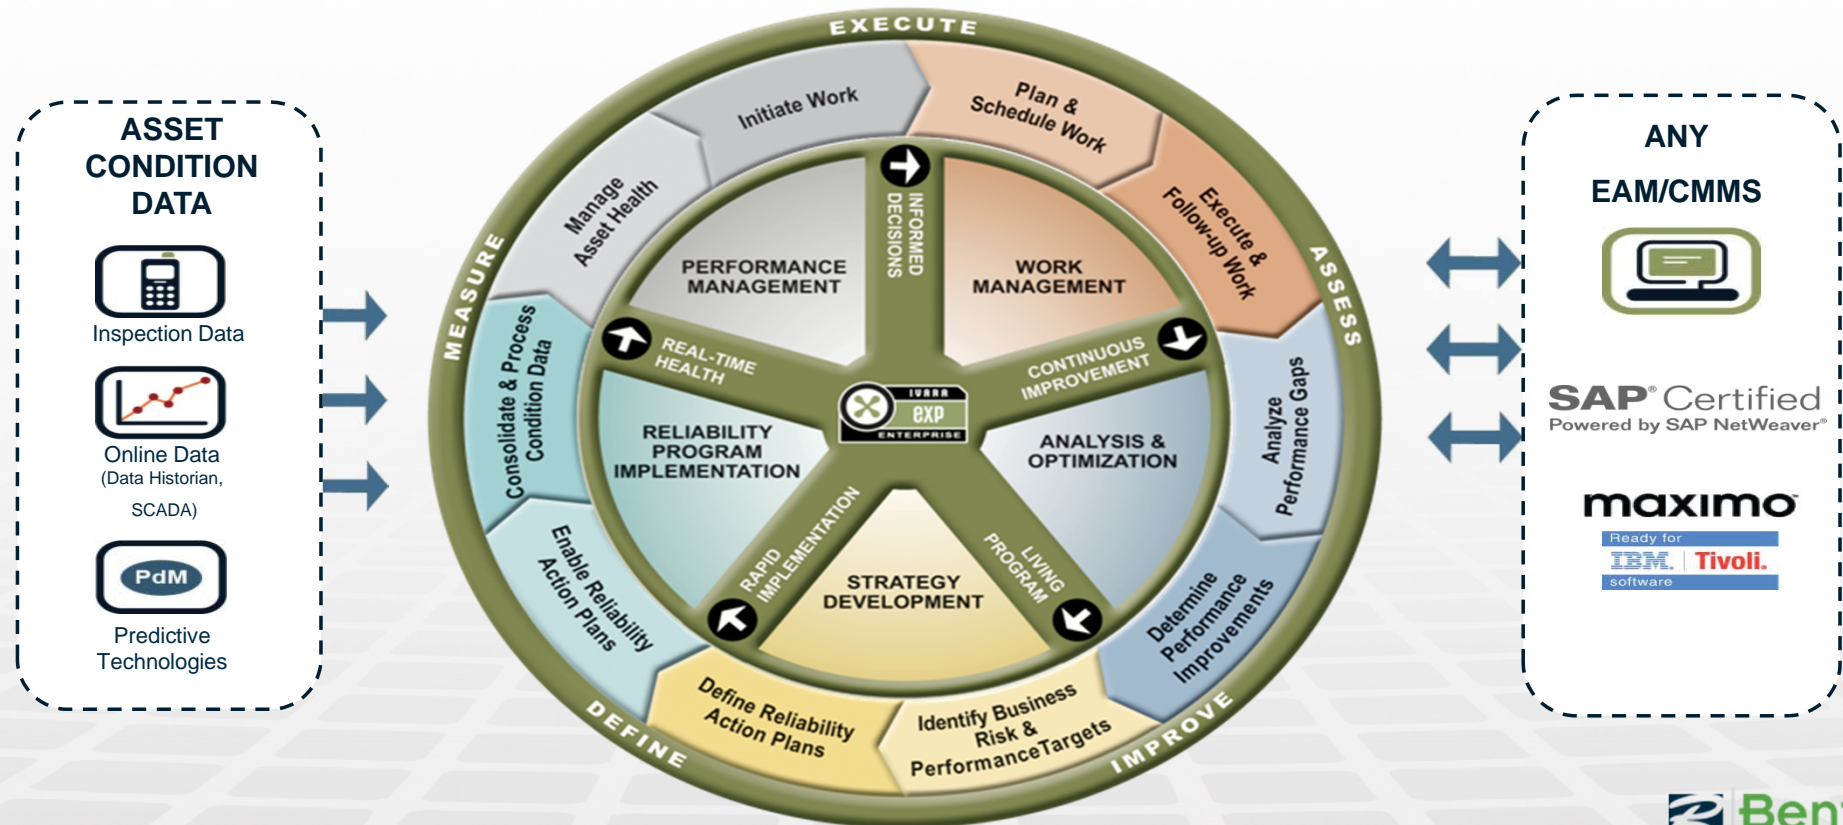 ASSET
CONDITION
DATA
Inspection Data
Online Data
(Data Historian,
SCADA)
PdM
Predictive
Technologies
EXECUTE
ASSESS
IMPROVE
DEFINE
MEASURE
Initiate Work
Plan &
Schedule Work
Execute &
Follow-up Work
Analyze
Performance Gaps
Determine
Performance
Improvements
Identify Business
Risk &
Performance Targets
Define Reliability
Action Plans
Enable Reliability
Action Plans
Consolidate & Process
Condition Data
Manage
Asset Health
PERFORMANCE
MANAGEMENT
INFORMED
DECISIONS
WORK
MANAGEMENT
CONTINUOUS
IMPROVEMENT
ANALYSIS &
OPTIMIZATION
LIVING
PROGRAM
STRATEGY
DEVELOPMENT
RAPID
IMPLEMENTATION
RELIABILITY
PROGRAM
IMPLEMENTATION
REAL-TIME
HEALTH
IVARA
exp
ENTERPRISE
ANY
EAM/CMMS
SAP® Certified
Powered by SAP NetWeaver®
maximo
Ready for
IBM. Tivoli.
software